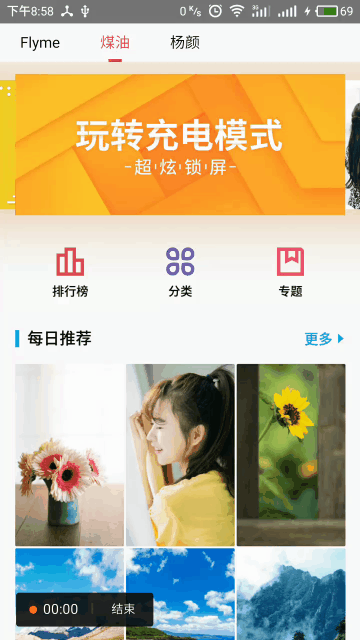 下午8:58 0 K/s 3G 69
Flyme 煤油 杨颜
玩转充电模式
-超·炫·锁·屏-
排行榜 分类 专题
每日推荐 更多
00:00 结束